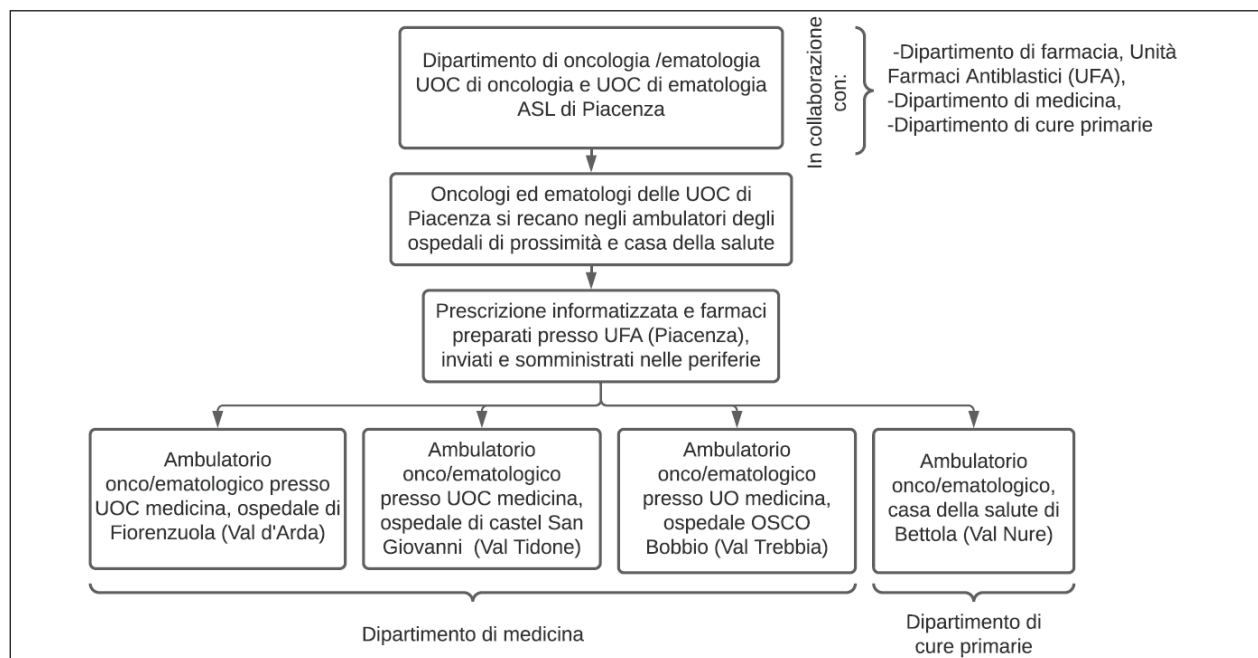 Dipartimento di oncologia /ematologia
UOC di oncologia e UOC di ematologia
ASL di Piacenza
In collaborazione
con:
-Dipartimento di farmacia, Unità
Farmaci Antiblastici (UFA),
-Dipartimento di medicina,
-Dipartimento di cure primarie
Oncologi ed ematologi delle UOC di
Piacenza si recano negli ambulatori degli
ospedali di prossimità e casa della salute
Prescrizione informatizzata e farmaci
preparati presso UFA (Piacenza),
inviati e somministrati nelle periferie
Ambulatorio
onco/ematologico presso
UOC medicina, ospedale di
Fiorenzuola (Val d'Arda)
Ambulatorio
onco/ematologico
presso UOC medicina,
ospedale di castel San
Giovanni (Val Tidone)
Ambulatorio
onco/ematologico
presso UO medicina,
ospedale OSCO
Bobbio (Val Trebbia)
Ambulatorio
onco/ematologico,
casa della salute di
Bettola (Val Nure)
Dipartimento di medicina
Dipartimento di
cure primarie